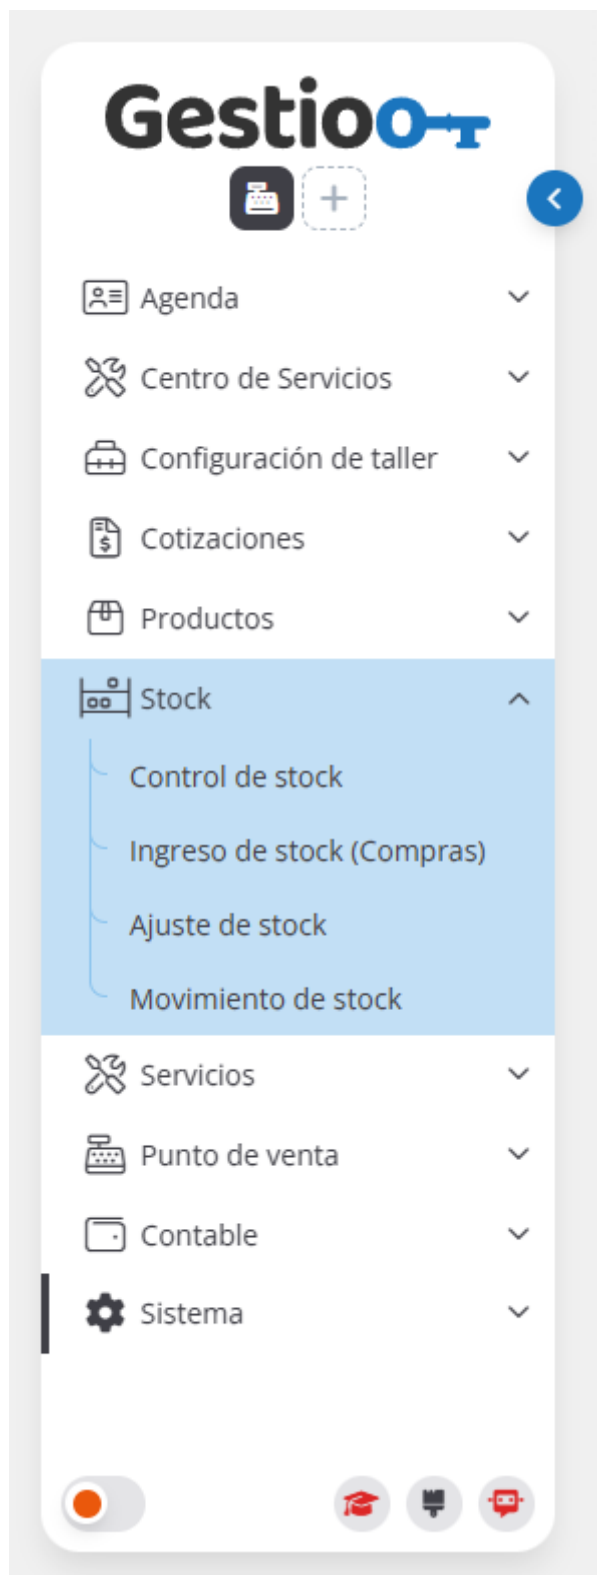 Gestioo
Agenda
Centro de Servicios
Configuración de taller
Cotizaciones
Productos
Stock
Control de stock
Ingreso de stock (Compras)
Ajuste de stock
Movimiento de stock
Servicios
Punto de venta
Contable
Sistema